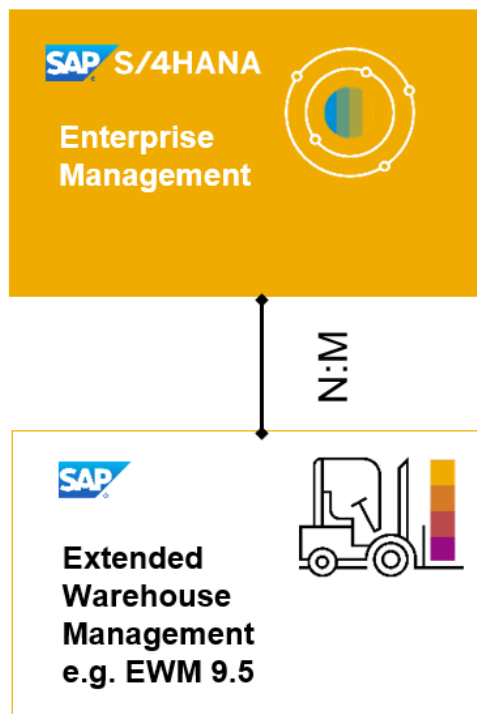 SAP S/4HANA
Enterprise
Management
N:M
SAP
Extended
Warehouse
Management
e.g. EWM 9.5